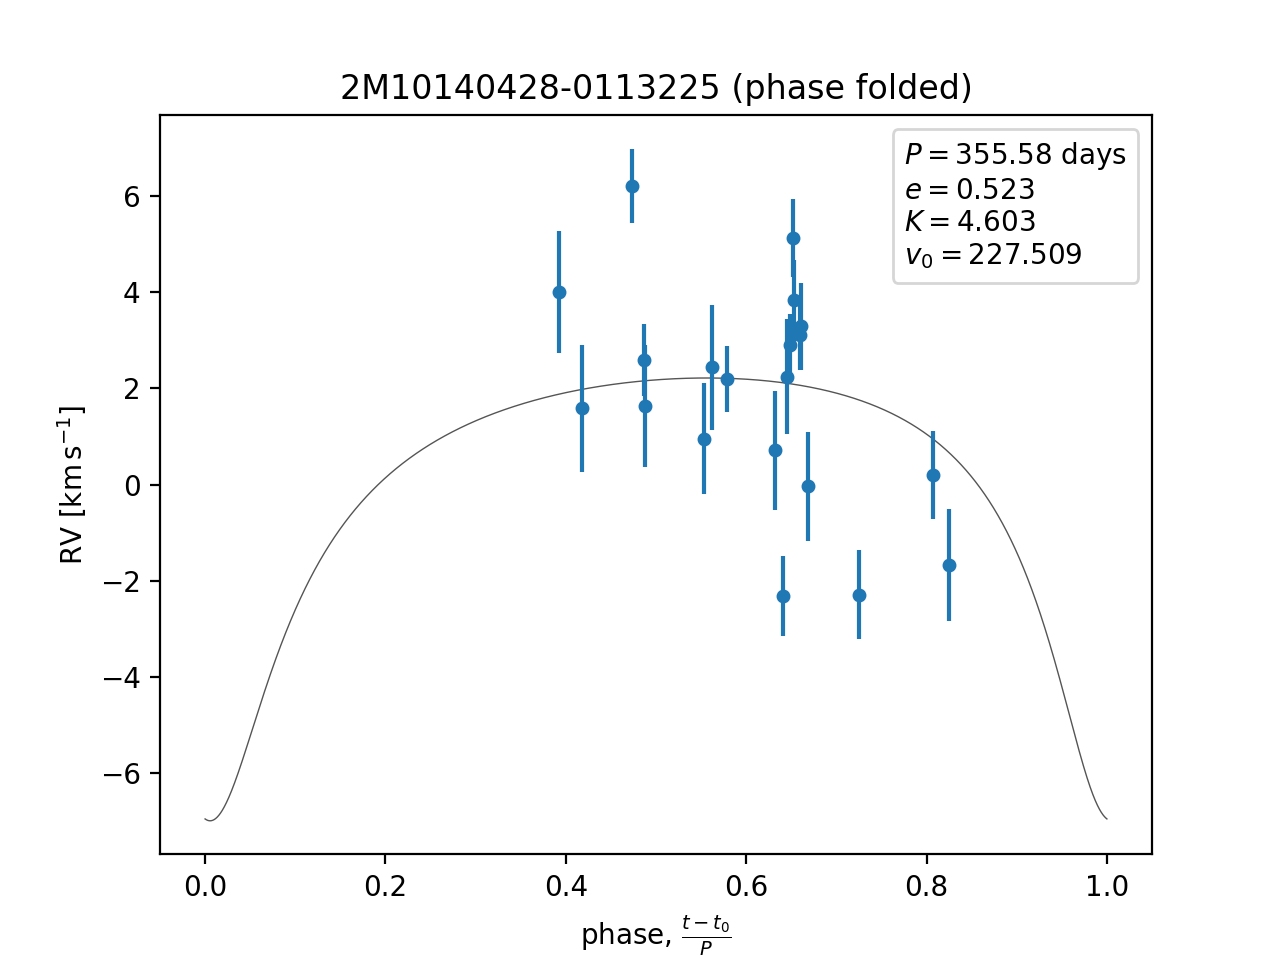 2M10140428-0113225 (phase folded)
P = 355.58 days
e = 0.523
K = 4.603
v₀ = 227.509
6
4
2
0
−2
−4
−6
RV [km s⁻¹]
0.0 0.2 0.4 0.6 0.8 1.0
phase, (t − t₀)/P